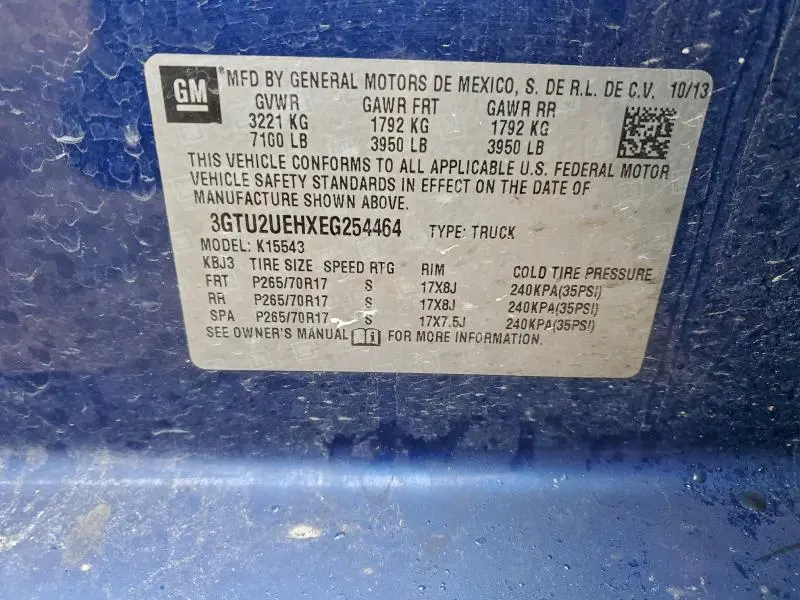 GM ® MFD BY GENERAL MOTORS DE MEXICO, S. DE R.L. DE C.V. 10/13
GVWR GAWR FRT GAWR RR
3221 KG 1792 KG 1792 KG
7100 LB 3950 LB 3950 LB
THIS VEHICLE CONFORMS TO ALL APPLICABLE U.S. FEDERAL MOTOR
VEHICLE SAFETY STANDARDS IN EFFECT ON THE DATE OF
MANUFACTURE SHOWN ABOVE.
3GTU2UEHXEG254464 TYPE: TRUCK
MODEL: K15543
KBJ3 TIRE SIZE SPEED RTG RIM COLD TIRE PRESSURE
FRT P265/70R17 S 17X8J 240KPA(35PSI)
RR P265/70R17 S 17X8J 240KPA(35PSI)
SPA P265/70R17 S 17X7.5J 240KPA(35PSI)
SEE OWNER'S MANUAL FOR MORE INFORMATION.